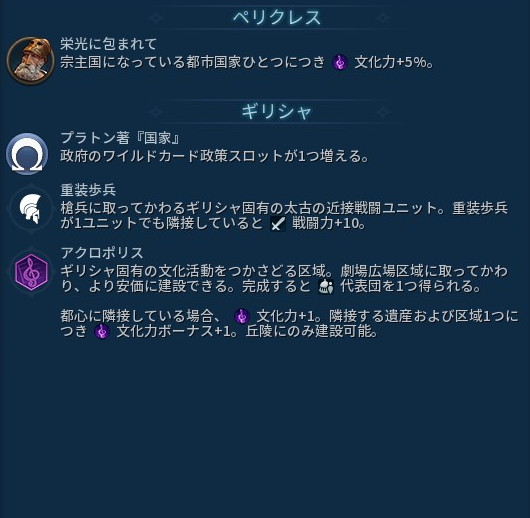 ペリクレス
栄光に包まれて
宗主国になっている都市国家ひとつにつき 文化力+5%。
ギリシャ
プラトン著『国家』
政府のワイルドカード政策スロットが1つ増える。
重装歩兵
槍兵に取ってかわるギリシャ固有の太古の近接戦闘ユニット。重装歩兵
が1ユニットでも隣接していると 戦闘力+10。
アクロポリス
ギリシャ固有の文化活動をつかさどる区域。劇場広場区域に取ってかわ
り、より安価に建設できる。完成すると 代表団を1つ得られる。
都心に隣接している場合、 文化力+1。隣接する遺産および区域1つに
つき 文化力ボーナス+1。丘陵にのみ建設可能。